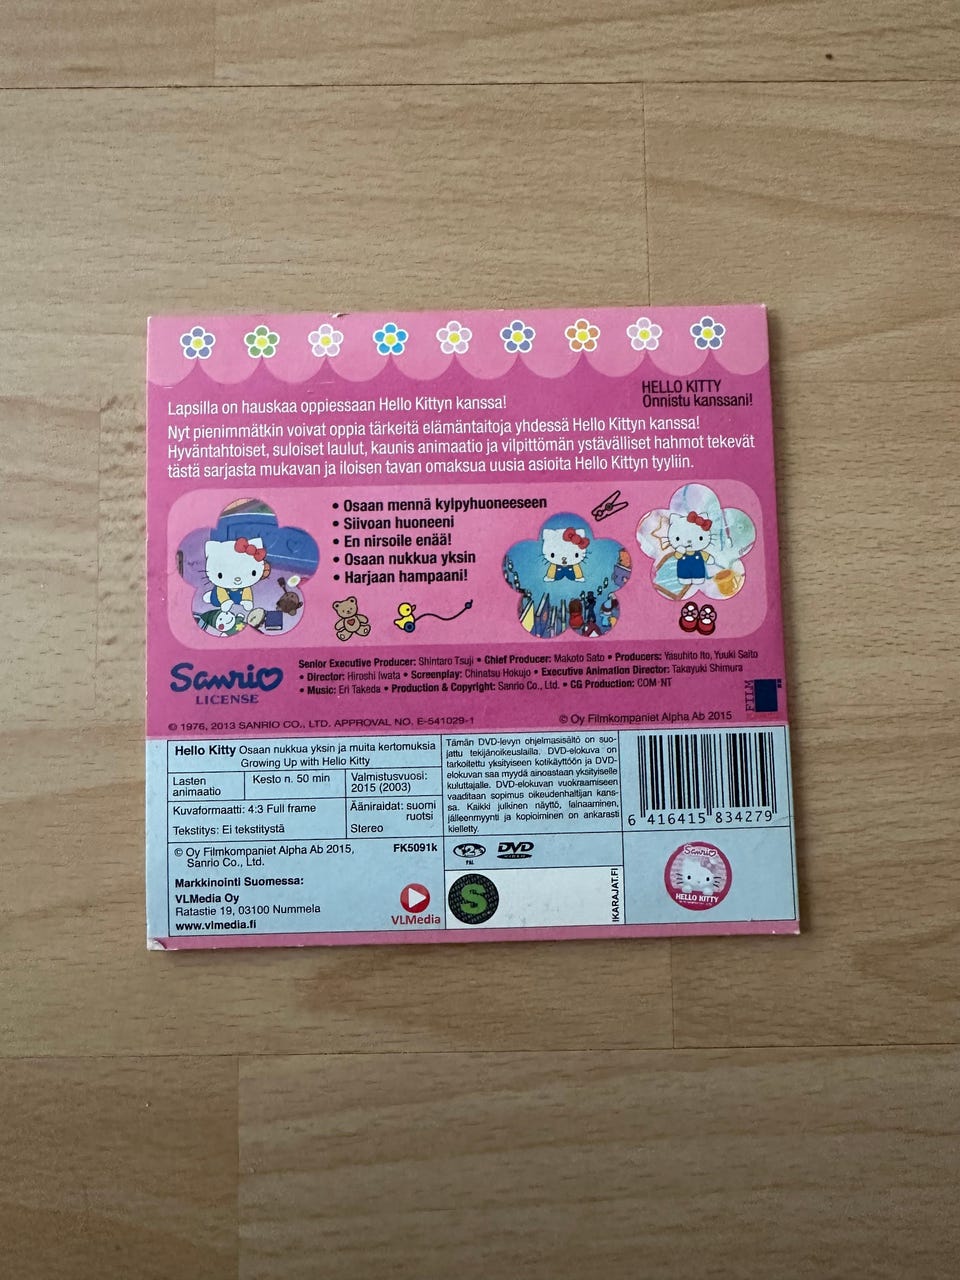 HELLO KITTY
Onnistu kanssani!
Lapsilla on hauskaa oppiessaan Hello Kittyn kanssa!
Nyt pienimmätkin voivat oppia tärkeitä elämäntaitoja yhdessä Hello Kittyn kanssa!
Hyväntahtoiset, suloiset laulut, kaunis animaatio ja vilpittömän ystävälliset hahmot tekevät
tästä sarjasta mukavan ja iloisen tavan omaksua uusia asioita Hello Kittyn tyyliin.
• Osaan mennä kylpyhuoneeseen
• Siivoan huoneeni
• En nirsoile enää!
• Osaan nukkua yksin
• Harjaan hampaani!
Sanrio
LICENSE
Senior Executive Producer: Shintaro Tsuji • Chief Producer: Makoto Sato • Producers: Yasuhito Ito, Yuuki Saito
• Director: Hiroshi Iwata • Screenplay: Chinatsu Hokujo • Executive Animation Director: Takayuki Shimura
• Music: Eri Takeda • Production & Copyright: Sanrio Co., Ltd. • CG Production: COM·NT
FILM
© 1976, 2013 SANRIO CO., LTD. APPROVAL NO. E-541029-1
© Oy Filmkompaniet Alpha Ab 2015
Hello Kitty Osaan nukkua yksin ja muita kertomuksia
Growing Up with Hello Kitty
Lasten
animaatio
Kesto n. 50 min
Valmistusvuosi:
2015 (2003)
Kuvaformaatti: 4:3 Full frame
Tekstitys: Ei tekstitystä
Ääniraidat: suomi
ruotsi
Stereo
Tämän DVD-levyn ohjelmasisältö on suo-
jattu tekijänoikeuslailla. DVD-elokuva on
tarkoitettu yksityiseen kotikäyttöön ja DVD-
elokuvan saa myydä ainoastaan yksityiselle
kuluttajalle. DVD-elokuvan vuokraamiseen
vaaditaan sopimus oikeudenhaltijan kans-
sa. Kaikki julkinen näyttö, lainaaminen,
jälleenmyynti ja kopioiminen on ankarasti
kielletty.
6 416415 834279
© Oy Filmkompaniet Alpha Ab 2015,
Sanrio Co., Ltd.
FK5091k
Markkinointi Suomessa:
VLMedia Oy
Ratastie 19, 03100 Nummela
www.vlmedia.fi
VLMedia
2
PAL
DVD
VIDEO
S
IKARAJAT.FI
Sanrio
HELLO KITTY